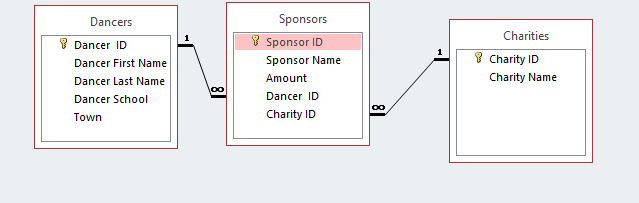 Dancers
Dancer  ID
Dancer First Name
Dancer Last Name
Dancer School
Town
1
∞
Sponsors
Sponsor ID
Sponsor Name
Amount
Dancer  ID
Charity ID
∞
1
Charities
Charity ID
Charity Name